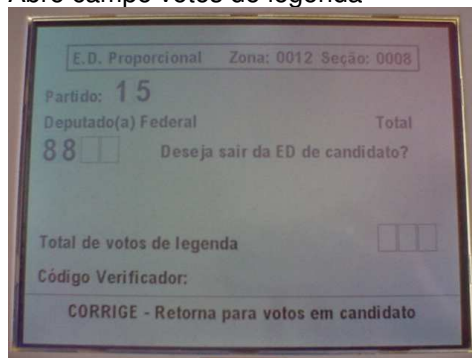 Abre campo votos de legenda
E.D. Proporcional Zona: 0012 Seção: 0008
Partido: 15
Deputado(a) Federal Total
88 Deseja sair da ED de candidato?
Total de votos de legenda
Código Verificador:
CORRIGE - Retorna para votos em candidato